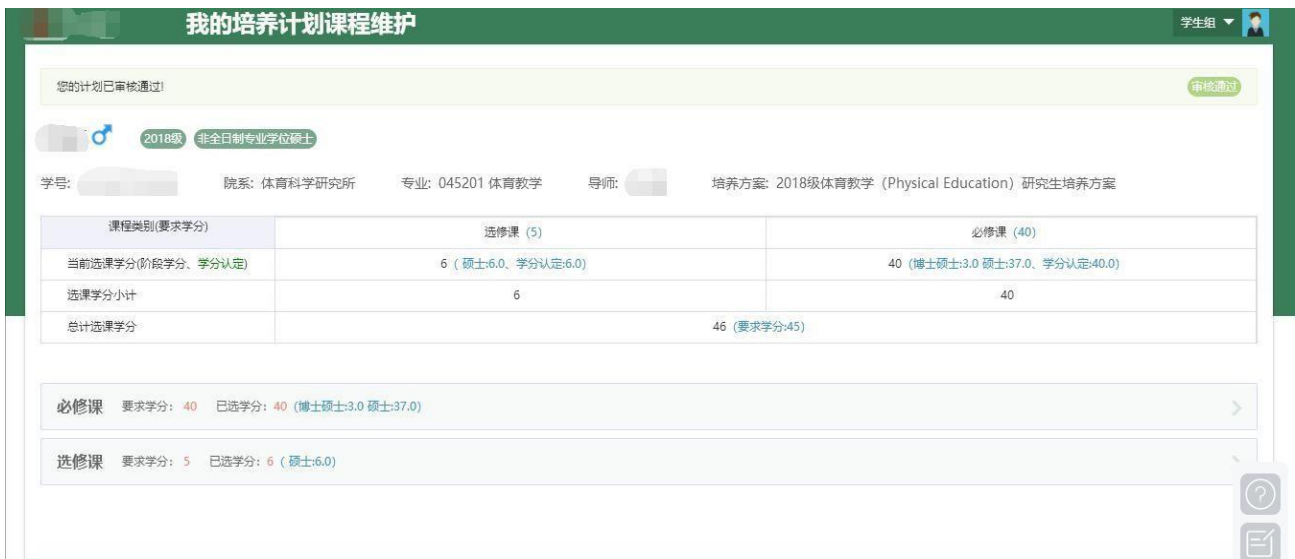 我的培养计划课程维护
学生组
您的计划已审核通过!
审核通过
2018级 非全日制专业学位硕士
学号: 院系: 体育科学研究所 专业: 045201 体育教学 导师: 培养方案: 2018级体育教学（Physical Education）研究生培养方案
课程类别(要求学分) 选修课 (5) 必修课 (40)
当前选课学分(阶段学分、学分认定) 6 ( 硕士:6.0、学分认定:6.0) 40 (博士硕士:3.0 硕士:37.0、学分认定:40.0)
选课学分小计 6 40
总计选课学分 46 (要求学分:45)
必修课 要求学分: 40 已选学分: 40 (博士硕士:3.0 硕士:37.0)
选修课 要求学分: 5 已选学分: 6 ( 硕士:6.0)